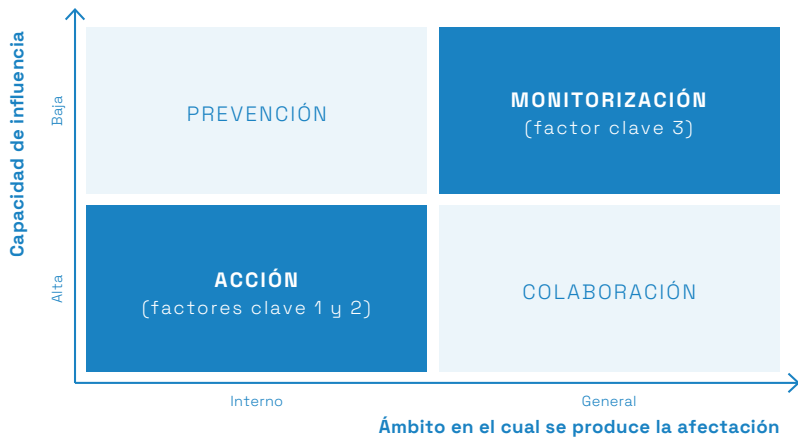 Capacidad de influencia
Baja
Alta
PREVENCIÓN
MONITORIZACIÓN
(factor clave 3)
ACCIÓN
(factores clave 1 y 2)
COLABORACIÓN
Interno
General
Ámbito en el cual se produce la afectación